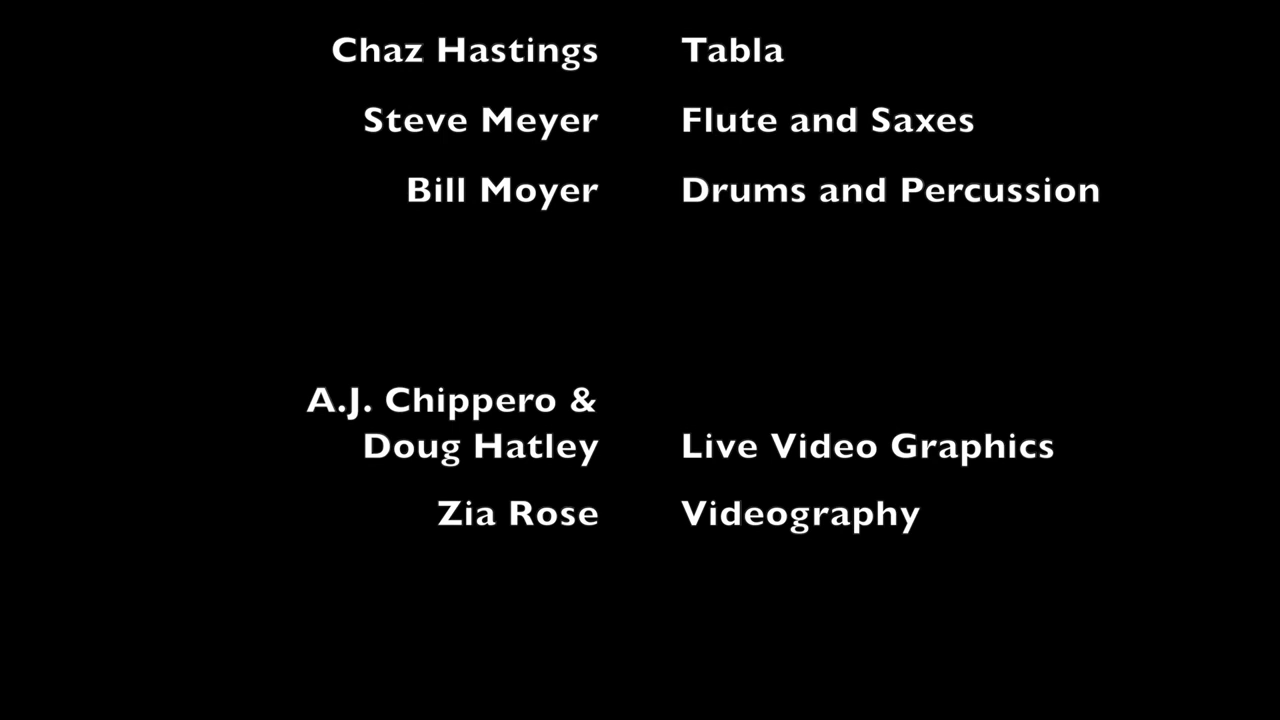 Chaz Hastings Tabla
Steve Meyer Flute and Saxes
Bill Moyer Drums and Percussion
A.J. Chippero &
Doug Hatley Live Video Graphics
Zia Rose Videography